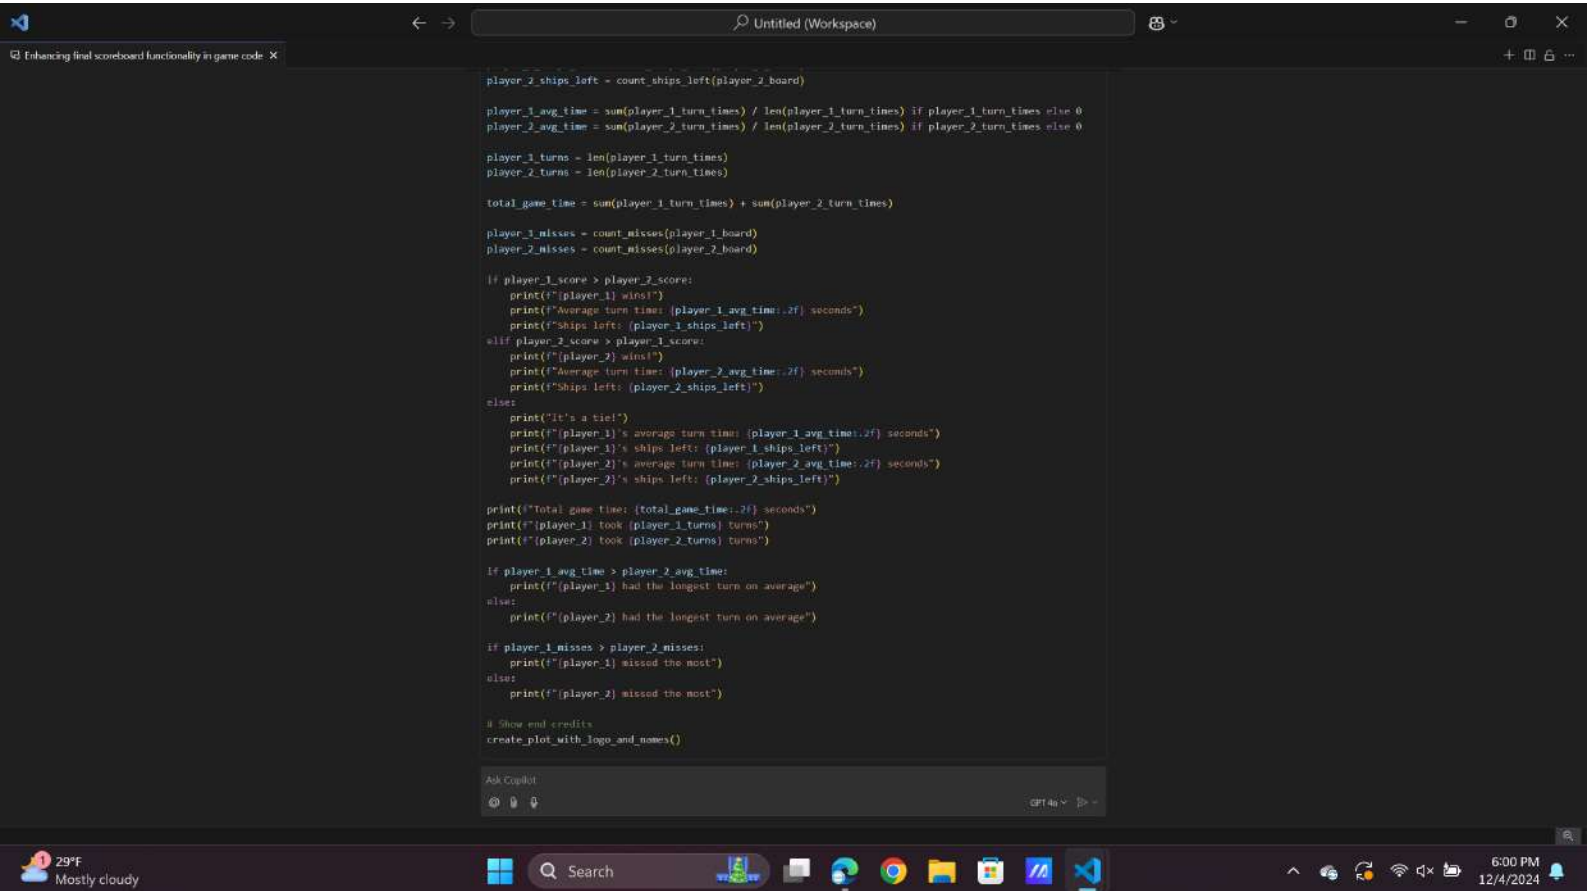 Untitled (Workspace)
Enhancing final scoreboard functionality in game code
player_2_ships_left = count_ships_left(player_2_board)
player_1_avg_time = sum(player_1_turn_times) / len(player_1_turn_times) if player_1_turn_times else 0
player_2_avg_time = sum(player_2_turn_times) / len(player_2_turn_times) if player_2_turn_times else 0
player_1_turns = len(player_1_turn_times)
player_2_turns = len(player_2_turn_times)
total_game_time = sum(player_1_turn_times) + sum(player_2_turn_times)
player_1_misses = count_misses(player_1_board)
player_2_misses = count_misses(player_2_board)
if player_1_score > player_2_score:
print(f"{player_1} wins!")
print(f"Average turn time: {player_1_avg_time:.2f} seconds")
print(f"Ships left: {player_1_ships_left}")
elif player_2_score > player_1_score:
print(f"{player_2} wins!")
print(f"Average turn time: {player_2_avg_time:.2f} seconds")
print(f"Ships left: {player_2_ships_left}")
else:
print("It's a tie!")
print(f"{player_1}'s average turn time: {player_1_avg_time:.2f} seconds")
print(f"{player_1}'s ships left: {player_1_ships_left}")
print(f"{player_2}'s average turn time: {player_2_avg_time:.2f} seconds")
print(f"{player_2}'s ships left: {player_2_ships_left}")
print(f"Total game time: {total_game_time:.2f} seconds")
print(f"{player_1} took {player_1_turns} turns")
print(f"{player_2} took {player_2_turns} turns")
if player_1_avg_time > player_2_avg_time:
print(f"{player_1} had the longest turn on average")
else:
print(f"{player_2} had the longest turn on average")
if player_1_misses > player_2_misses:
print(f"{player_1} missed the most")
else:
print(f"{player_2} missed the most")
# Show end credits
create_plot_with_logo_and_names()
Ask Copilot
GPT 4o
1
29°F
Mostly cloudy
Search
6:00 PM
12/4/2024